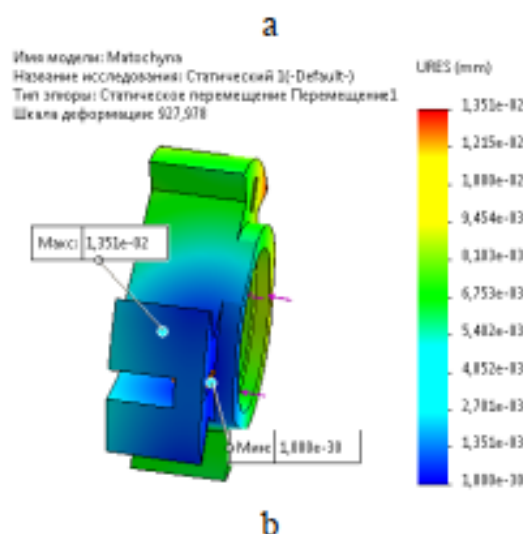 a
Имя модели: Matochyna
Название исследования: Статический 1(-Default-)
Тип эпюры: Статическое перемещение Перемещение1
Шкала деформации: 927,978
URES (mm)
1,351e-02
1,215e-02
1,080e-02
9,454e-03
8,103e-03
6,753e-03
5,402e-03
4,052e-03
2,701e-03
1,351e-03
1,000e-30
Макс: 1,351e-02
Мин: 1,000e-30
b